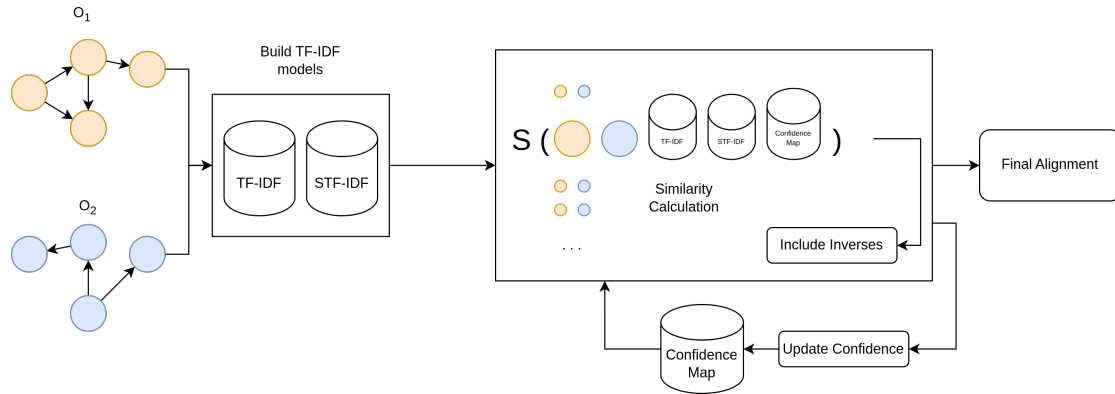 O1
Build TF-IDF
models
TF-IDF
STF-IDF
O2
S (
TF-IDF
STF-IDF
Confidence
Map
)
Similarity
Calculation
. . .
Include Inverses
Final Alignment
Confidence
Map
Update Confidence